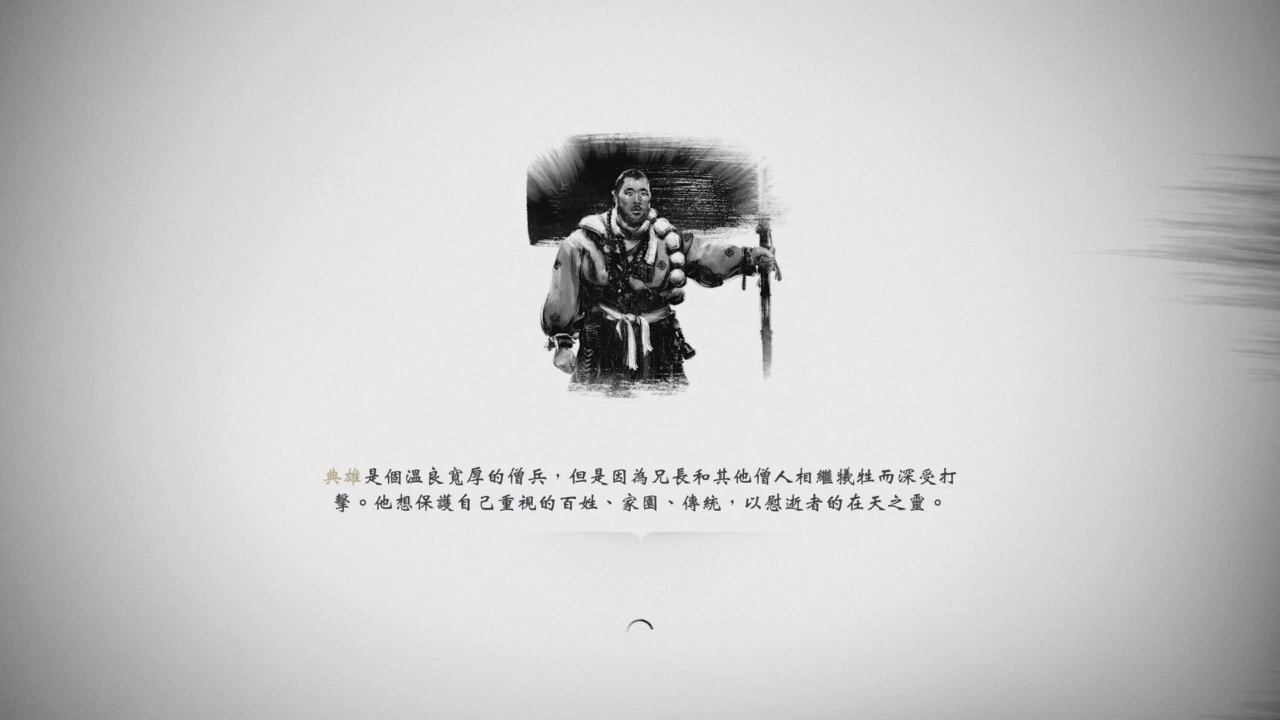 典雄是個溫良寬厚的僧兵，但是因為兄長和其他僧人相繼犧牲而深受打
擊。他想保護自己重視的百姓、家園、傳統，以慰逝者的在天之靈。